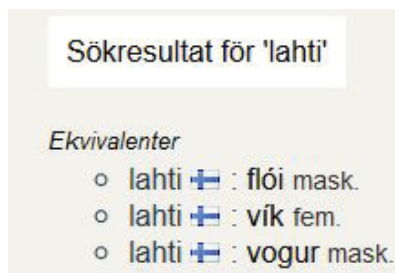 Sökresultat för 'lahti'
Ekvivalenter
lahti : flói mask.
lahti : vík fem.
lahti : vogur mask.